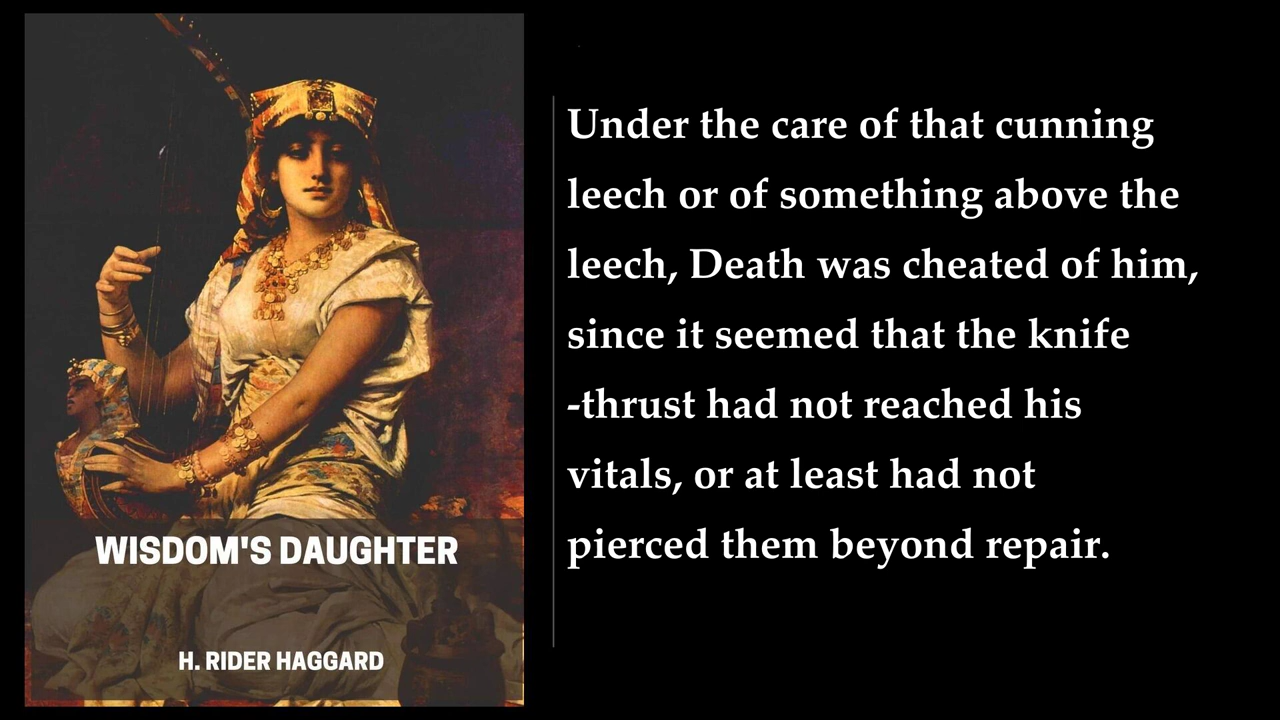 WISDOM'S DAUGHTER
H. RIDER HAGGARD
Under the care of that cunning
leech or of something above the
leech, Death was cheated of him,
since it seemed that the knife
-thrust had not reached his
vitals, or at least had not
pierced them beyond repair.